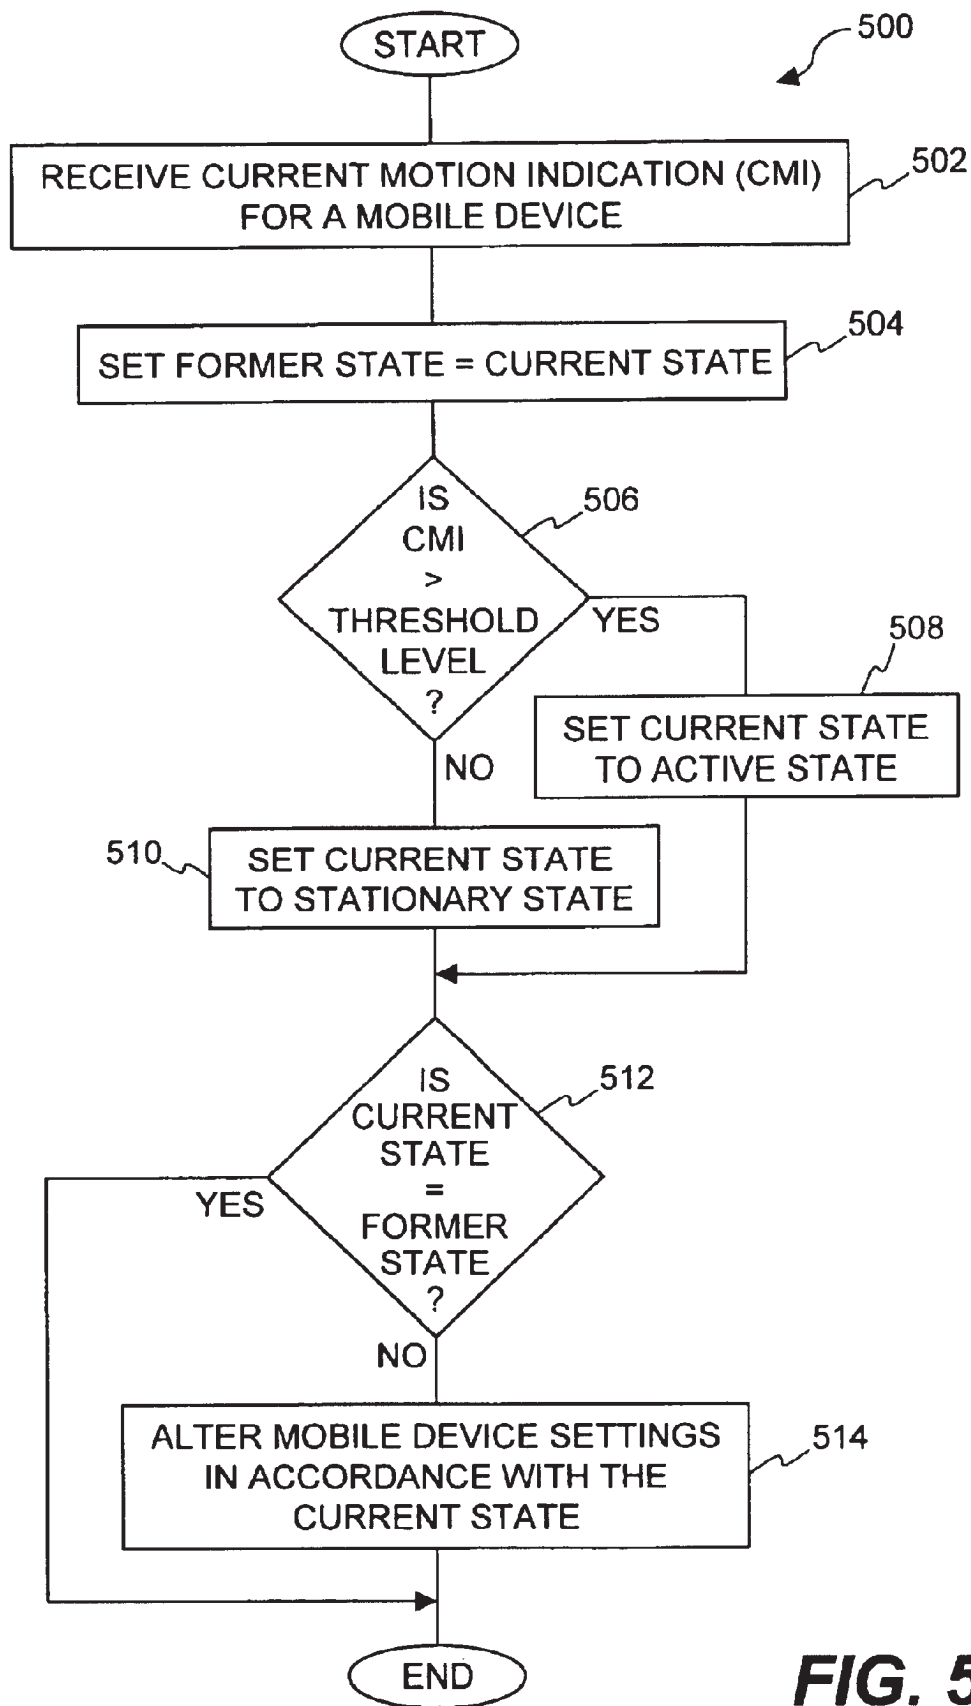 START
500
RECEIVE CURRENT MOTION INDICATION (CMI)
FOR A MOBILE DEVICE
502
SET FORMER STATE = CURRENT STATE
504
IS
CMI
>
THRESHOLD
LEVEL
?
506
YES
NO
SET CURRENT STATE
TO ACTIVE STATE
508
510
SET CURRENT STATE
TO STATIONARY STATE
IS
CURRENT
STATE
=
FORMER
STATE
?
512
YES
NO
ALTER MOBILE DEVICE SETTINGS
IN ACCORDANCE WITH THE
CURRENT STATE
514
END
FIG. 5